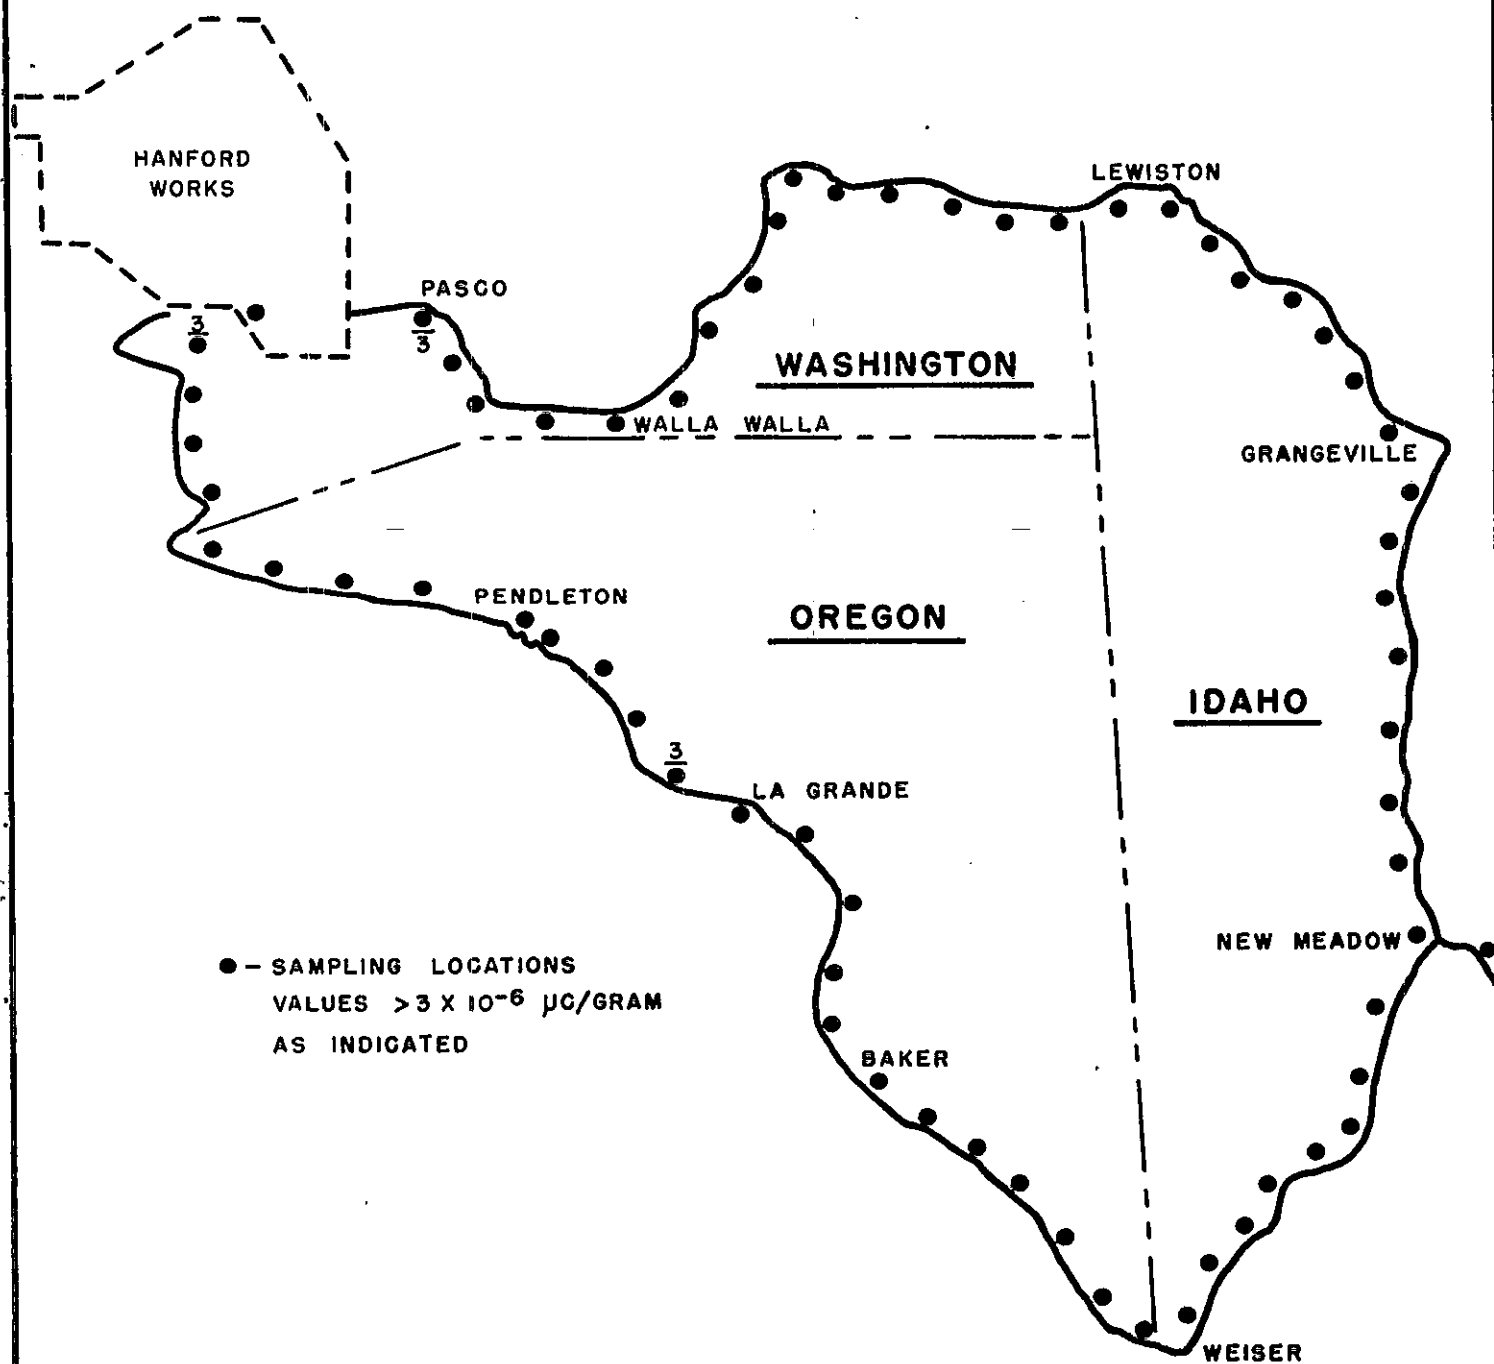 HANFORD
WORKS
LEWISTON
PASCO
3
3
WASHINGTON
WALLA WALLA
GRANGEVILLE
PENDLETON
OREGON
IDAHO
3
LA GRANDE
NEW MEADOW
● – SAMPLING LOCATIONS
VALUES >3 X 10⁻⁶ µC/GRAM
AS INDICATED
BAKER
WEISER